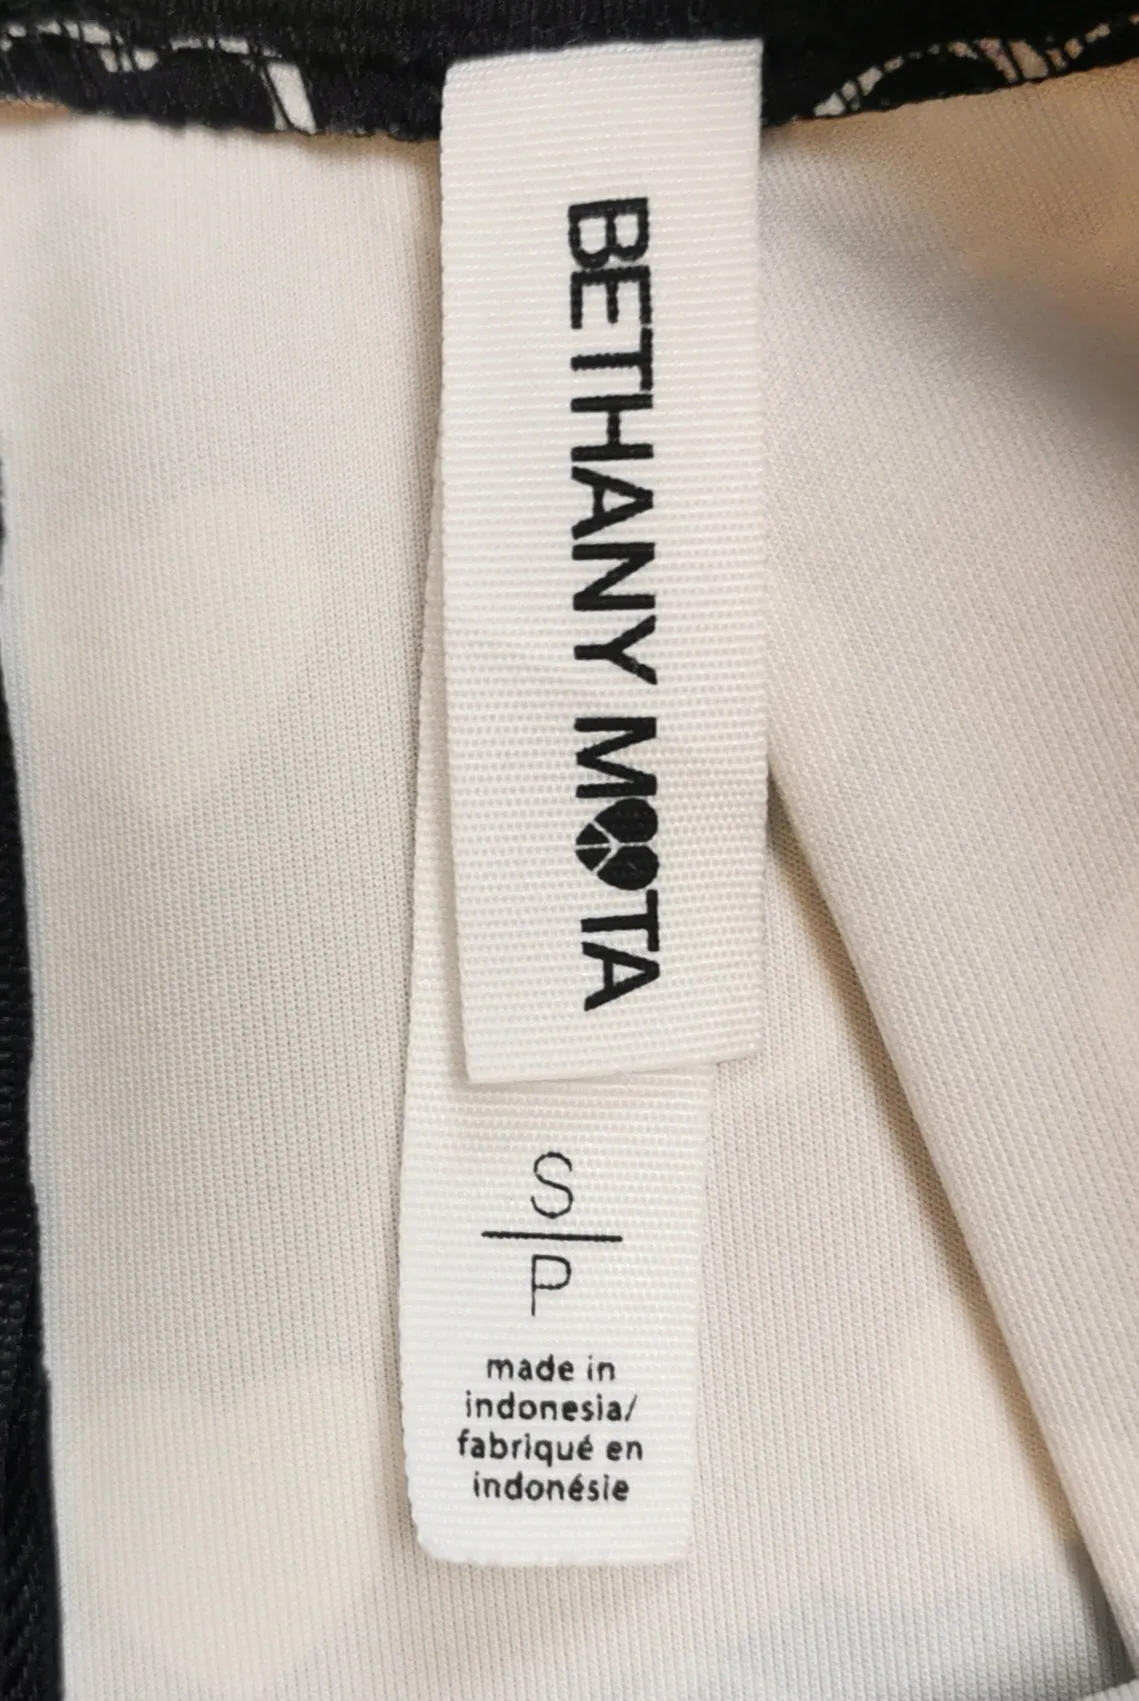 BETHANY MOTA
S
P
made in
indonesia/
fabriqué en
indonésie